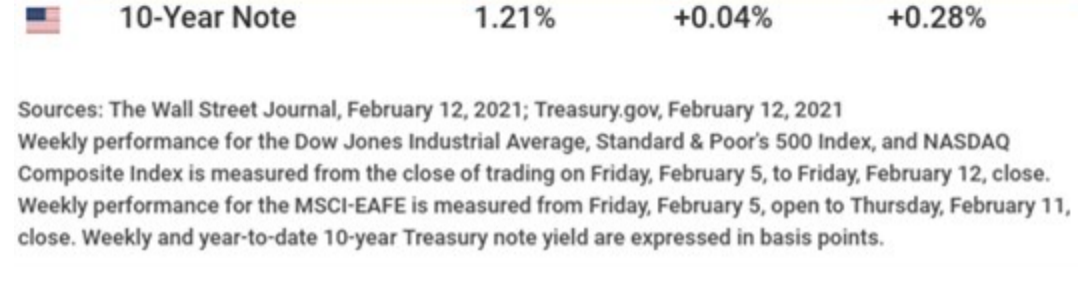 10-Year Note 1.21% +0.04% +0.28%
Sources: The Wall Street Journal, February 12, 2021; Treasury.gov, February 12, 2021
Weekly performance for the Dow Jones Industrial Average, Standard & Poor's 500 Index, and NASDAQ
Composite Index is measured from the close of trading on Friday, February 5, to Friday, February 12, close.
Weekly performance for the MSCI-EAFE is measured from Friday, February 5, open to Thursday, February 11,
close. Weekly and year-to-date 10-year Treasury note yield are expressed in basis points.